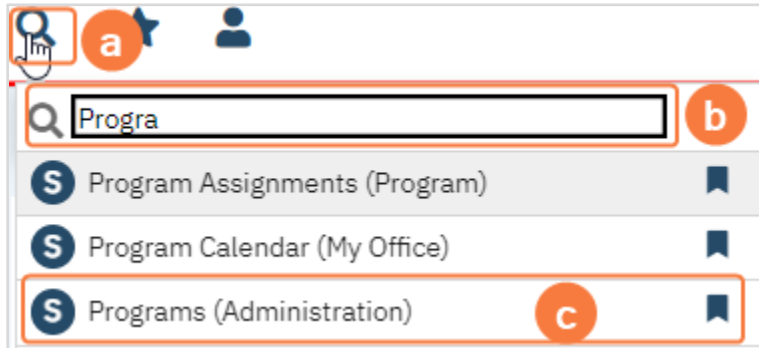 a
Progra b
S Program Assignments (Program)
S Program Calendar (My Office)
S Programs (Administration) c